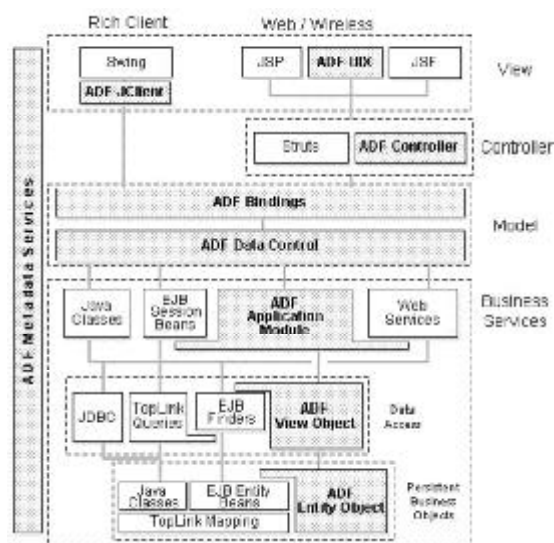 Rich Client
Web / Wireless
Swing
ADF JClient
JSP
ADF UIX
JSF
View
Struts
ADF Controller
Controller
ADF Metadata Services
ADF Bindings
ADF Data Control
Model
Java
Classes
EJB
Session
Beans
ADF
Application
Module
Web
Services
Business
Services
JDBC
TopLink
Queries
EJB
Finders
ADF
View Object
Data
Access
Java
Classes
EJB Entity
Beans
TopLink Mapping
ADF
Entity Object
Persistent
Business
Objects